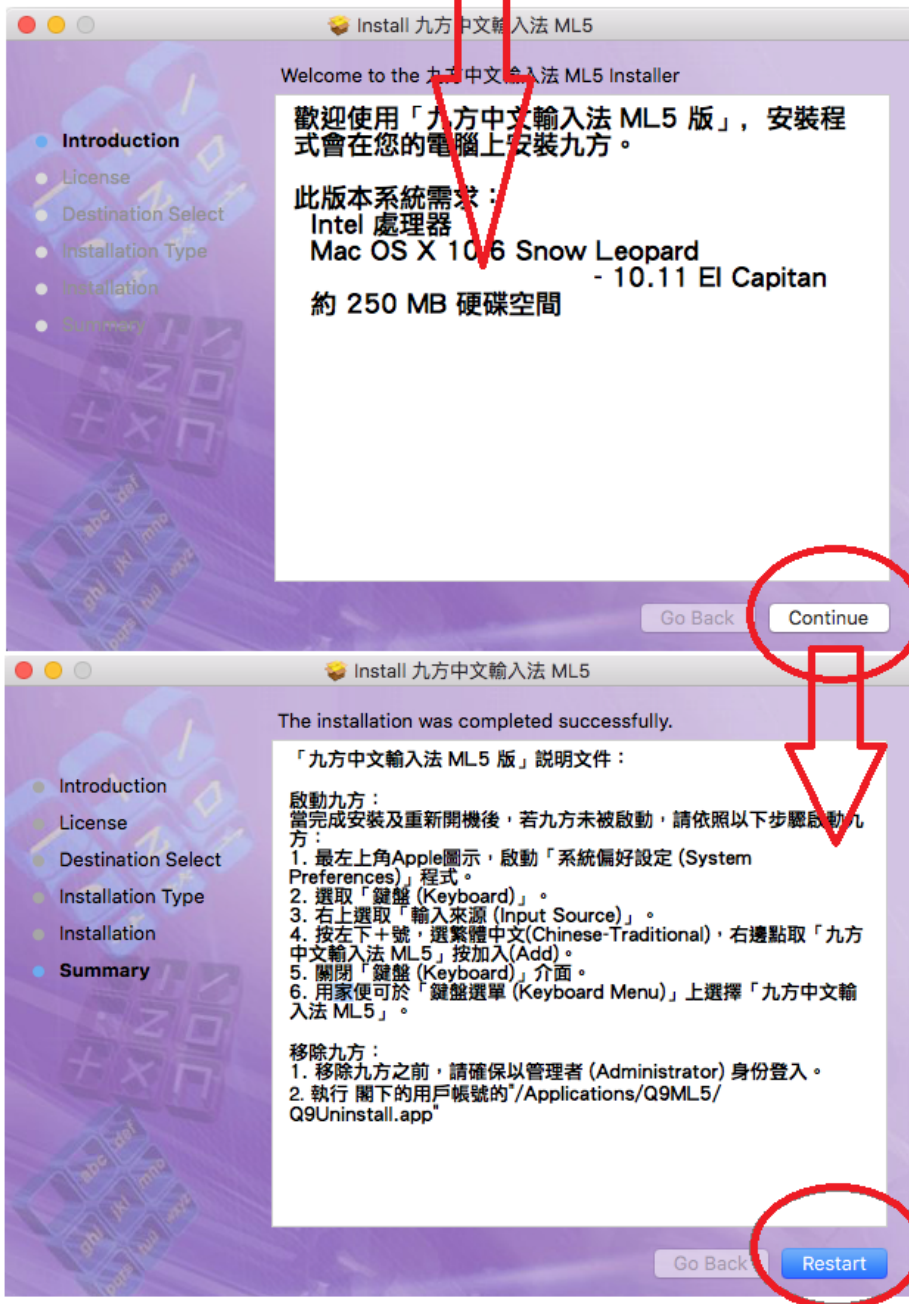 Install 九方中文輸入法 ML5
Welcome to the 九方中文輸入法 ML5 Installer
Introduction
License
Destination Select
Installation Type
Installation
Summary
歡迎使用「九方中文輸入法 ML5 版」，安裝程
式會在您的電腦上安裝九方。
此版本系統需求：
Intel 處理器
Mac OS X 10.6 Snow Leopard
- 10.11 El Capitan
約 250 MB 硬碟空間
Go Back
Continue
Install 九方中文輸入法 ML5
The installation was completed successfully.
Introduction
License
Destination Select
Installation Type
Installation
Summary
「九方中文輸入法 ML5 版」説明文件：
啟動九方：
當完成安裝及重新開機後，若九方未被啟動，請依照以下步驟啟動九
方：
1. 最左上角Apple圖示，啟動「系統偏好設定 (System
Preferences)」程式。
2. 選取「鍵盤 (Keyboard)」。
3. 右上選取「輸入來源 (Input Source)」。
4. 按左下＋號，選繁體中文(Chinese-Traditional)，右邊點取「九方
中文輸入法 ML5」按加入(Add)。
5. 關閉「鍵盤 (Keyboard)」介面。
6. 用家便可於「鍵盤選單 (Keyboard Menu)」上選擇「九方中文輸
入法 ML5」。
移除九方：
1. 移除九方之前，請確保以管理者 (Administrator) 身份登入。
2. 執行 閣下的用戶帳號的"/Applications/Q9ML5/
Q9Uninstall.app"
Go Back
Restart